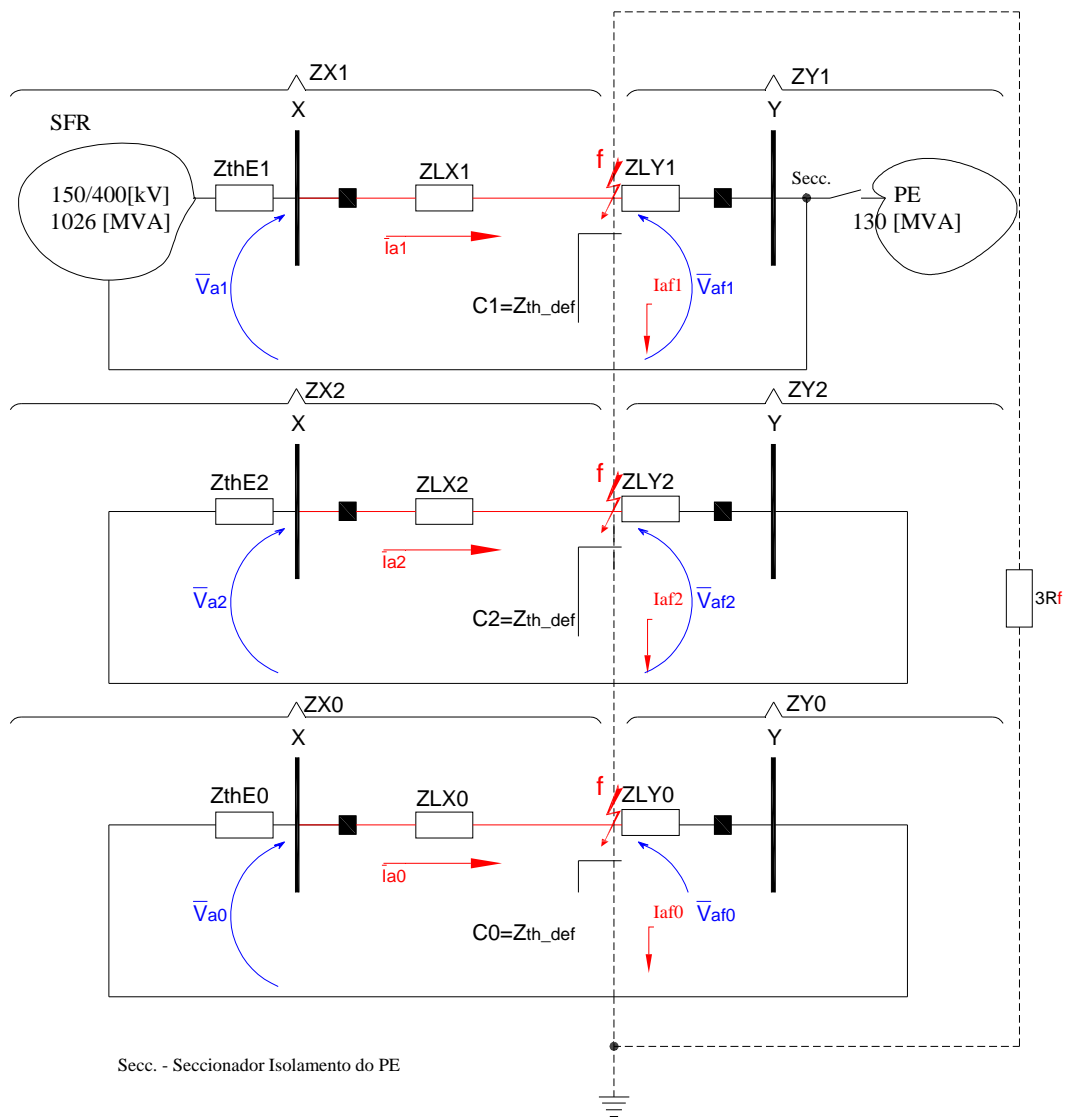 ZX1
ZY1
X
Y
SFR
150/400[kV]
1026 [MVA]
ZthE1
ZLX1
f
ZLY1
Secc.
PE
130 [MVA]
Ia1
Va1
C1=Zth_def
Iaf1
Vaf1
ZX2
ZY2
X
Y
ZthE2
ZLX2
f
ZLY2
Ia2
Va2
C2=Zth_def
Iaf2
Vaf2
3Rf
ZX0
ZY0
X
Y
ZthE0
ZLX0
f
ZLY0
Ia0
Va0
C0=Zth_def
Iaf0
Vaf0
Secc. - Seccionador Isolamento do PE